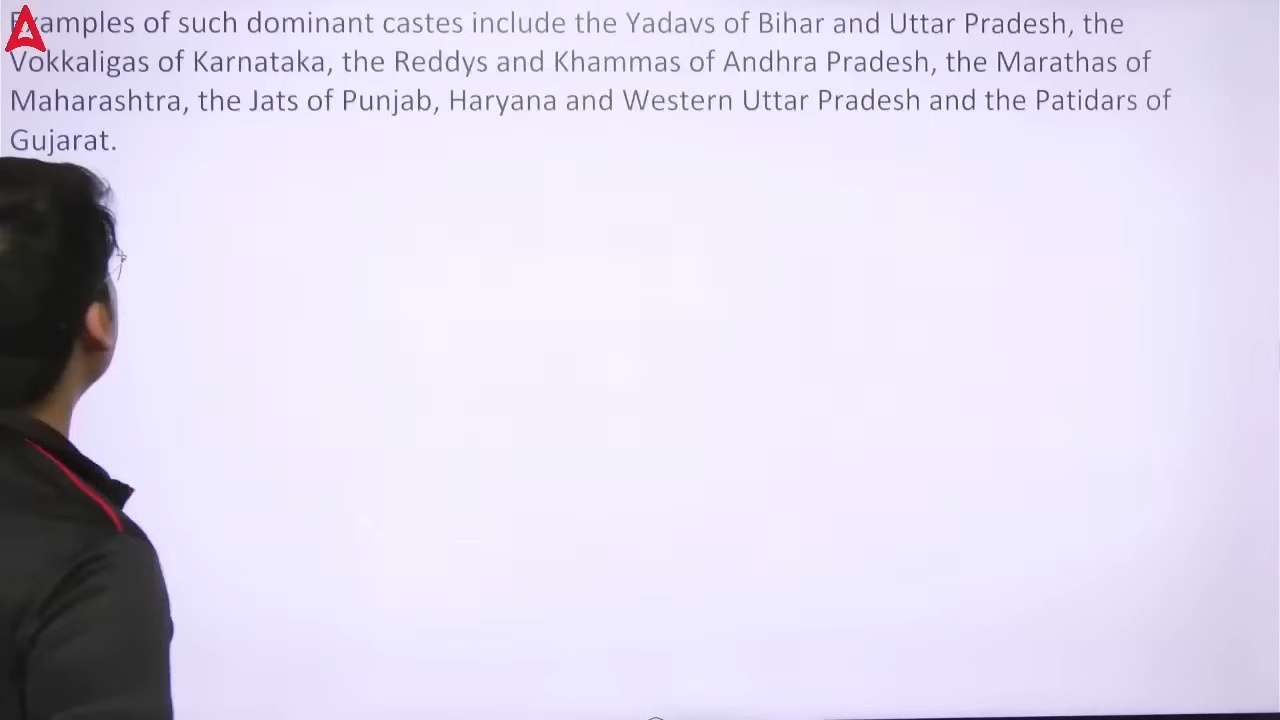 Examples of such dominant castes include the Yadavs of Bihar and Uttar Pradesh, the
Vokkaligas of Karnataka, the Reddys and Khammas of Andhra Pradesh, the Marathas of
Maharashtra, the Jats of Punjab, Haryana and Western Uttar Pradesh and the Patidars of
Gujarat.